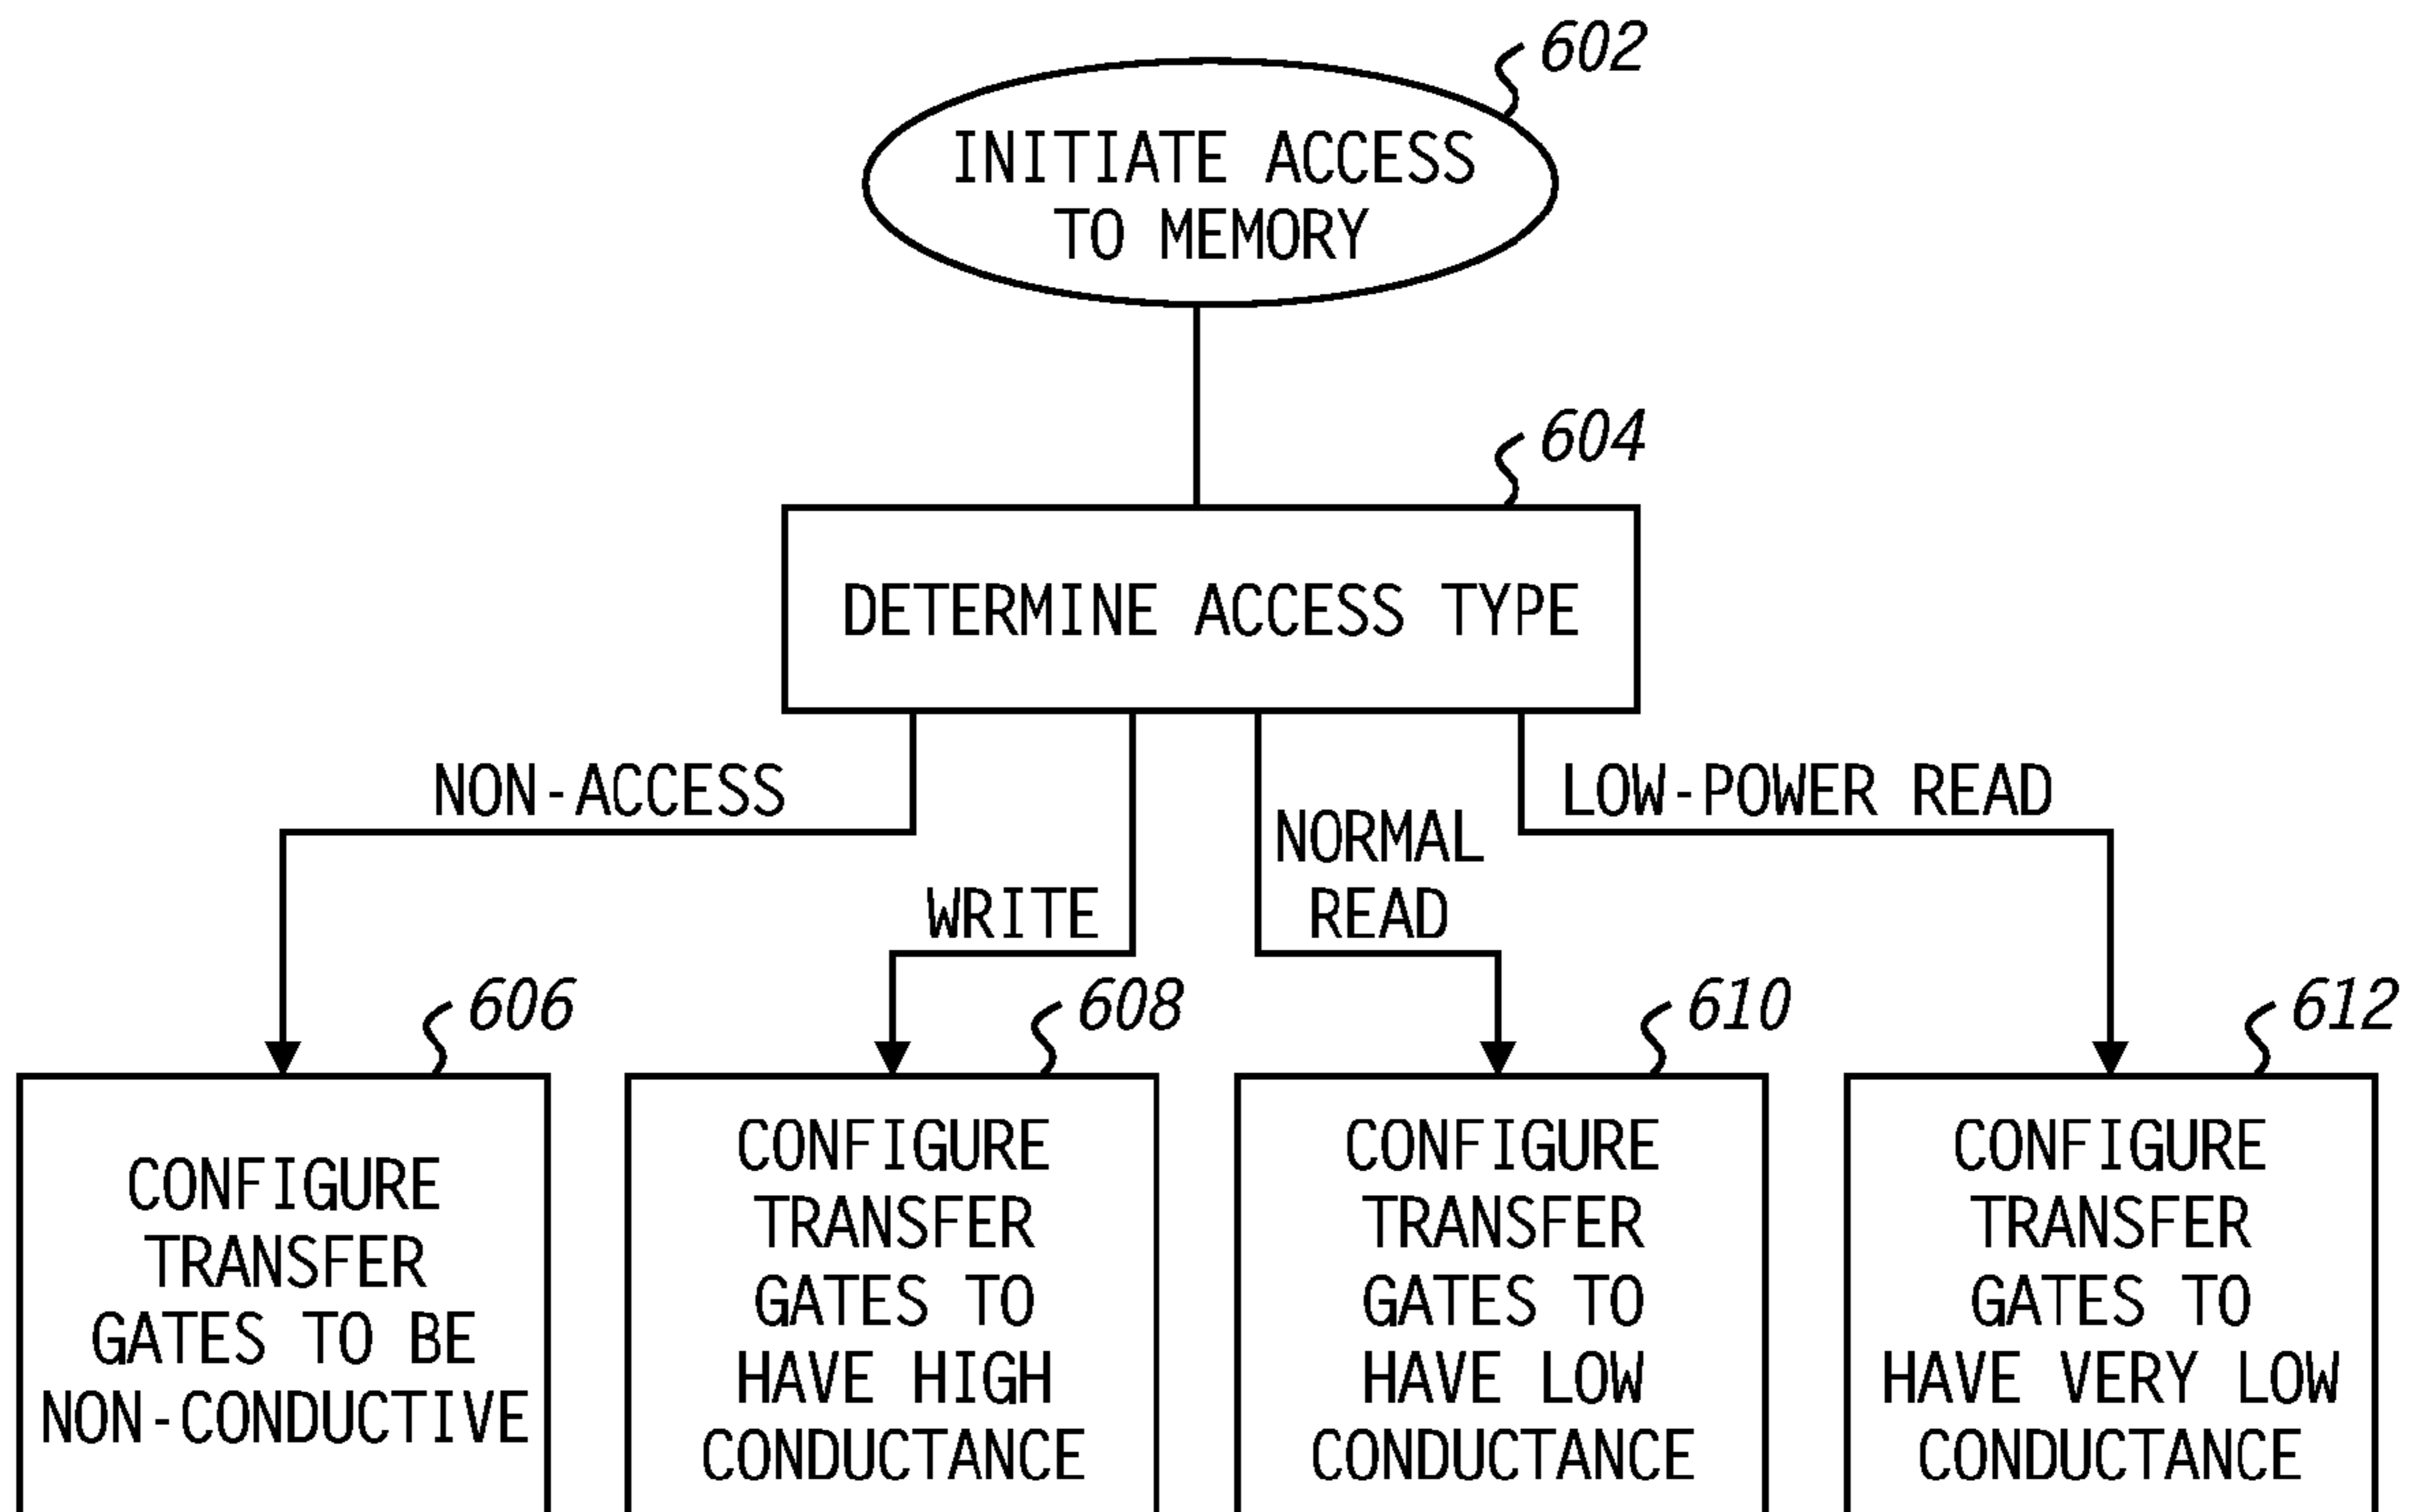 602
INITIATE ACCESS
TO MEMORY
604
DETERMINE ACCESS TYPE
NON-ACCESS
WRITE
NORMAL
READ
LOW-POWER READ
606
CONFIGURE
TRANSFER
GATES TO BE
NON-CONDUCTIVE
608
CONFIGURE
TRANSFER
GATES TO
HAVE HIGH
CONDUCTANCE
610
CONFIGURE
TRANSFER
GATES TO
HAVE LOW
CONDUCTANCE
612
CONFIGURE
TRANSFER
GATES TO
HAVE VERY LOW
CONDUCTANCE